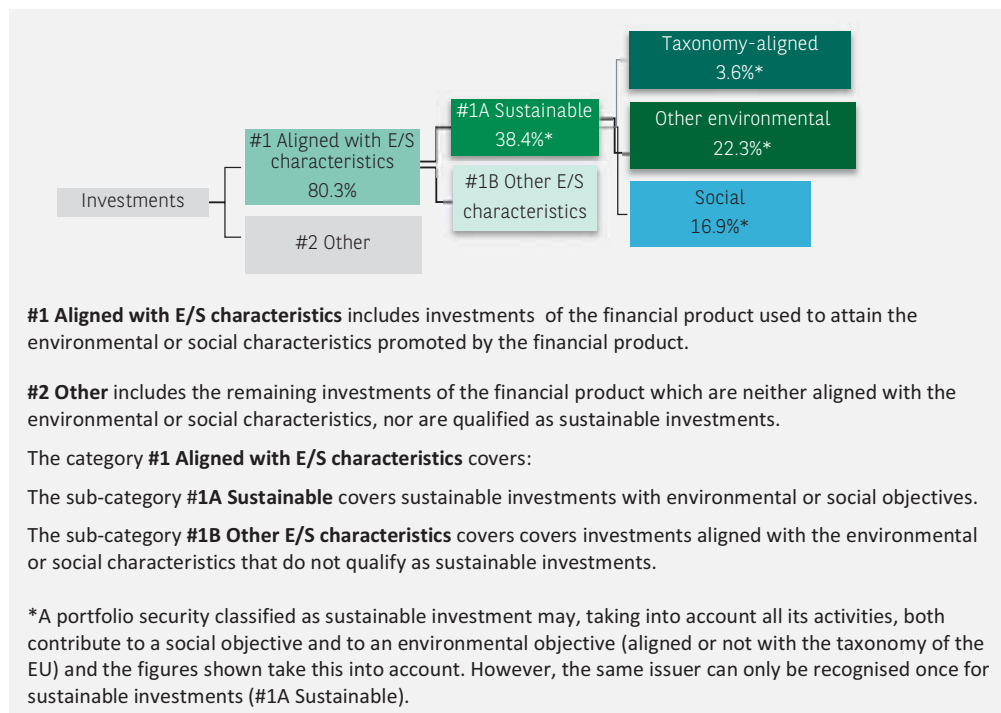 Taxonomy-aligned
3.6%*
#1A Sustainable
38.4%*
Other environmental
22.3%*
#1 Aligned with E/S
characteristics
80.3%
#1B Other E/S
characteristics
Investments
Social
16.9%*
#2 Other
#1 Aligned with E/S characteristics includes investments of the financial product used to attain the
environmental or social characteristics promoted by the financial product.
#2 Other includes the remaining investments of the financial product which are neither aligned with the
environmental or social characteristics, nor are qualified as sustainable investments.
The category #1 Aligned with E/S characteristics covers:
The sub-category #1A Sustainable covers sustainable investments with environmental or social objectives.
The sub-category #1B Other E/S characteristics covers covers investments aligned with the environmental
or social characteristics that do not qualify as sustainable investments.
*A portfolio security classified as sustainable investment may, taking into account all its activities, both
contribute to a social objective and to an environmental objective (aligned or not with the taxonomy of the
EU) and the figures shown take this into account. However, the same issuer can only be recognised once for
sustainable investments (#1A Sustainable).